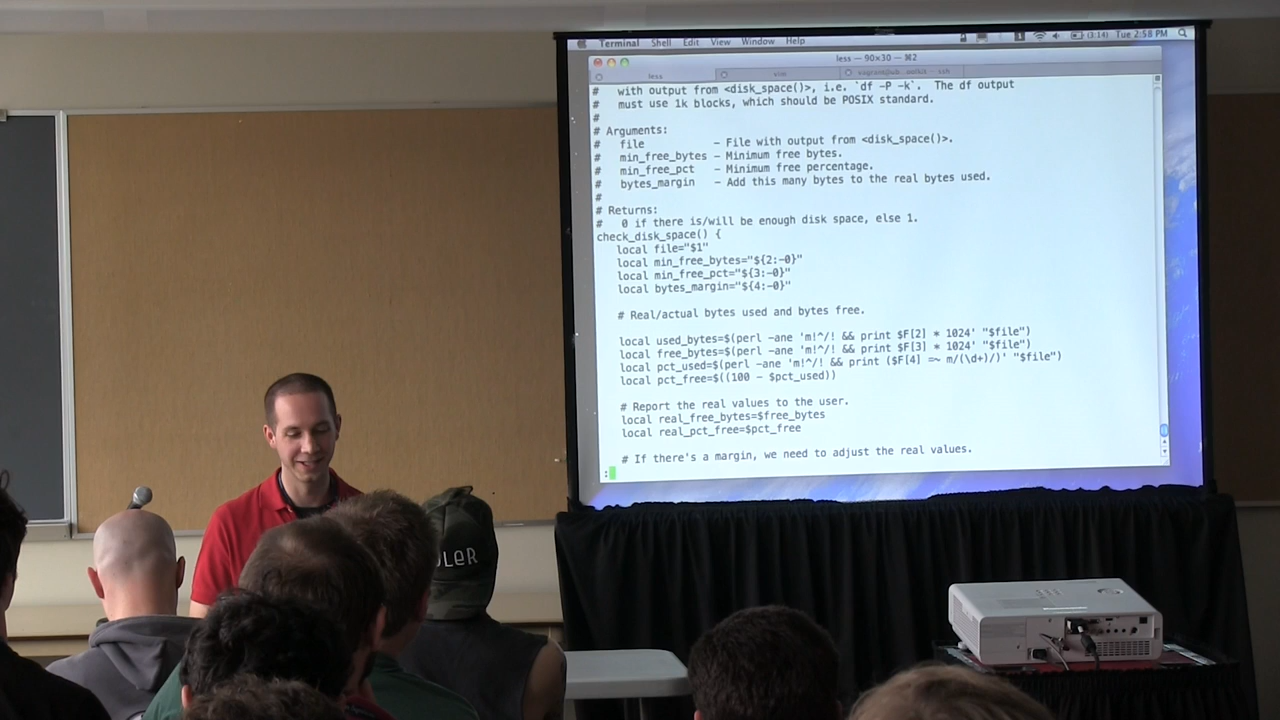 Terminal Shell Edit View Window Help
(3:14) Tue 2:58 PM
less — 90×30 — ⌘2
less
vim
# with output from <disk_space()>, i.e. `df -P -k`. The df output
# must use 1k blocks, which should be POSIX standard.
#
# Arguments:
# file – File with output from <disk_space()>.
# min_free_bytes – Minimum free bytes.
# min_free_pct – Minimum free percentage.
# bytes_margin – Add this many bytes to the real bytes used.
#
# Returns:
# 0 if there is/will be enough disk space, else 1.
check_disk_space() {
local file="$1"
local min_free_bytes="${2:-0}"
local min_free_pct="${3:-0}"
local bytes_margin="${4:-0}"
# Real/actual bytes used and bytes free.
local used_bytes=$(perl -ane 'm!^/! && print $F[2] * 1024' "$file")
local free_bytes=$(perl -ane 'm!^/! && print $F[3] * 1024' "$file")
local pct_used=$(perl -ane 'm!^/! && print ($F[4] =~ m/(\d+)/)' "$file")
local pct_free=$((100 - $pct_used))
# Report the real values to the user.
local real_free_bytes=$free_bytes
local real_pct_free=$pct_free
# If there's a margin, we need to adjust the real values.
: